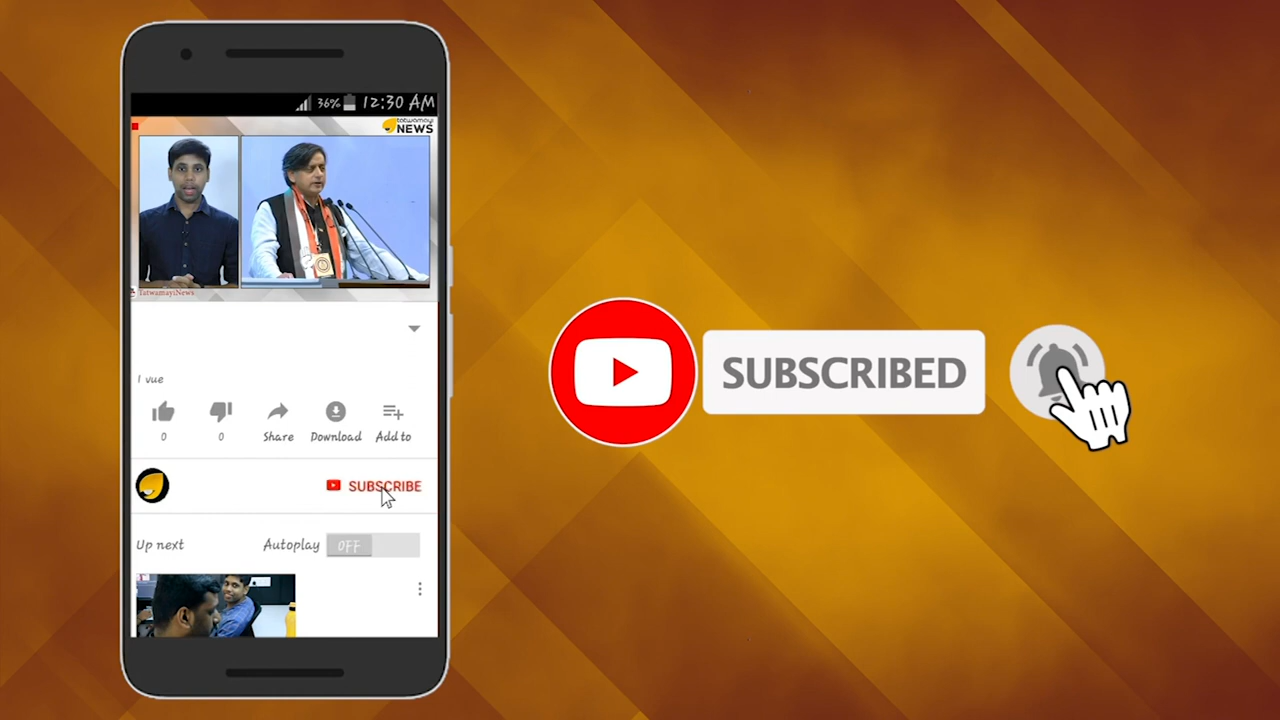 36% 12:30 AM
tatwamayi
NEWS
TatwamayiNews
1 vue
0 0 Share Download Add to
SUBSCRIBE
Up next Autoplay OFF
SUBSCRIBED